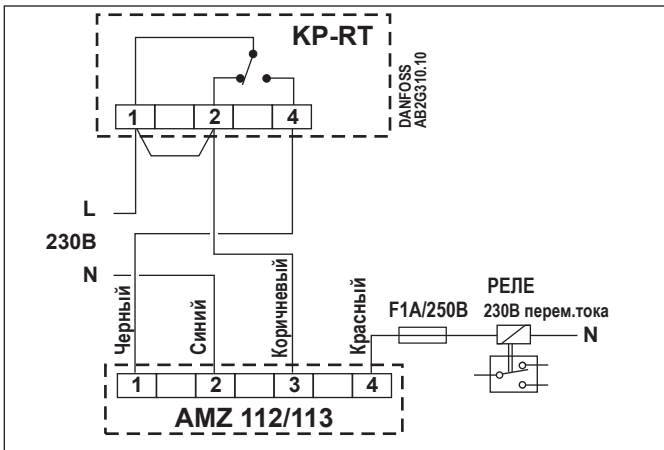 KP-RT
1 2 4
DANFOSS
AB2G310.10
L
230В
N
Черный
Синий
Коричневый
Красный
F1A/250В
РЕЛЕ
230В перем.тока
N
1 2 3 4
AMZ 112/113